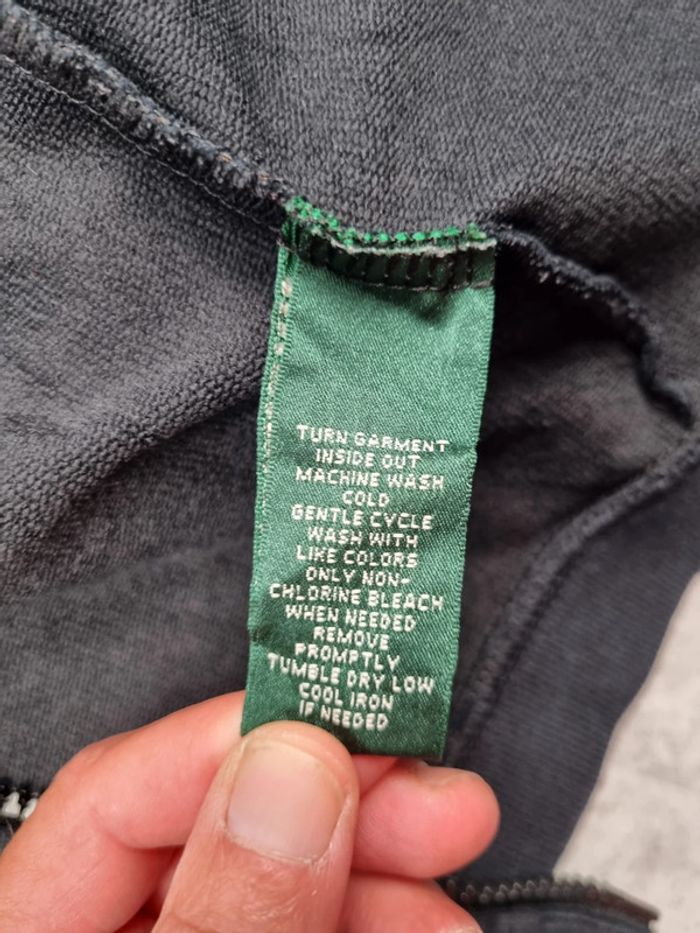 TURN GARMENT
INSIDE OUT
MACHINE WASH
COLD
GENTLE CYCLE
WASH WITH
LIKE COLORS
ONLY NON-
CHLORINE BLEACH
WHEN NEEDED
REMOVE
PROMPTLY
TUMBLE DRY LOW
COOL IRON
IF NEEDED